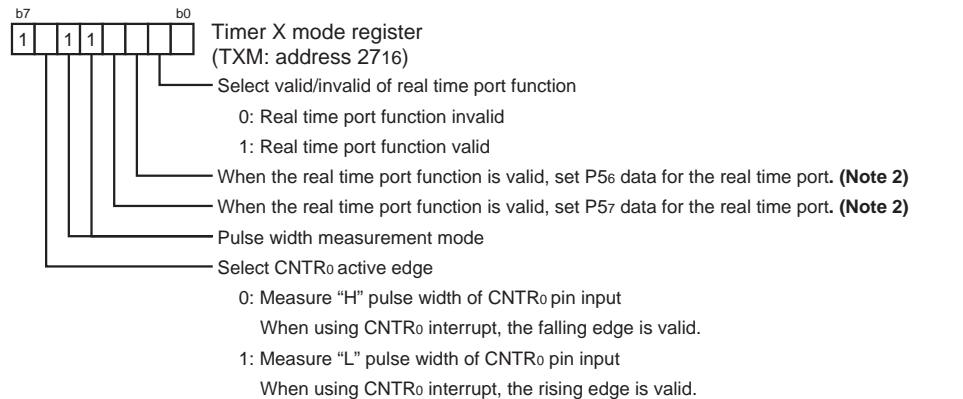 b7 b0
1 1 1
Timer X mode register
(TXM: address 2716)
Select valid/invalid of real time port function
0: Real time port function invalid
1: Real time port function valid
When the real time port function is valid, set P56 data for the real time port. (Note 2)
When the real time port function is valid, set P57 data for the real time port. (Note 2)
Pulse width measurement mode
Select CNTR0 active edge
0: Measure “H” pulse width of CNTR0 pin input
When using CNTR0 interrupt, the falling edge is valid.
1: Measure “L” pulse width of CNTR0 pin input
When using CNTR0 interrupt, the rising edge is valid.